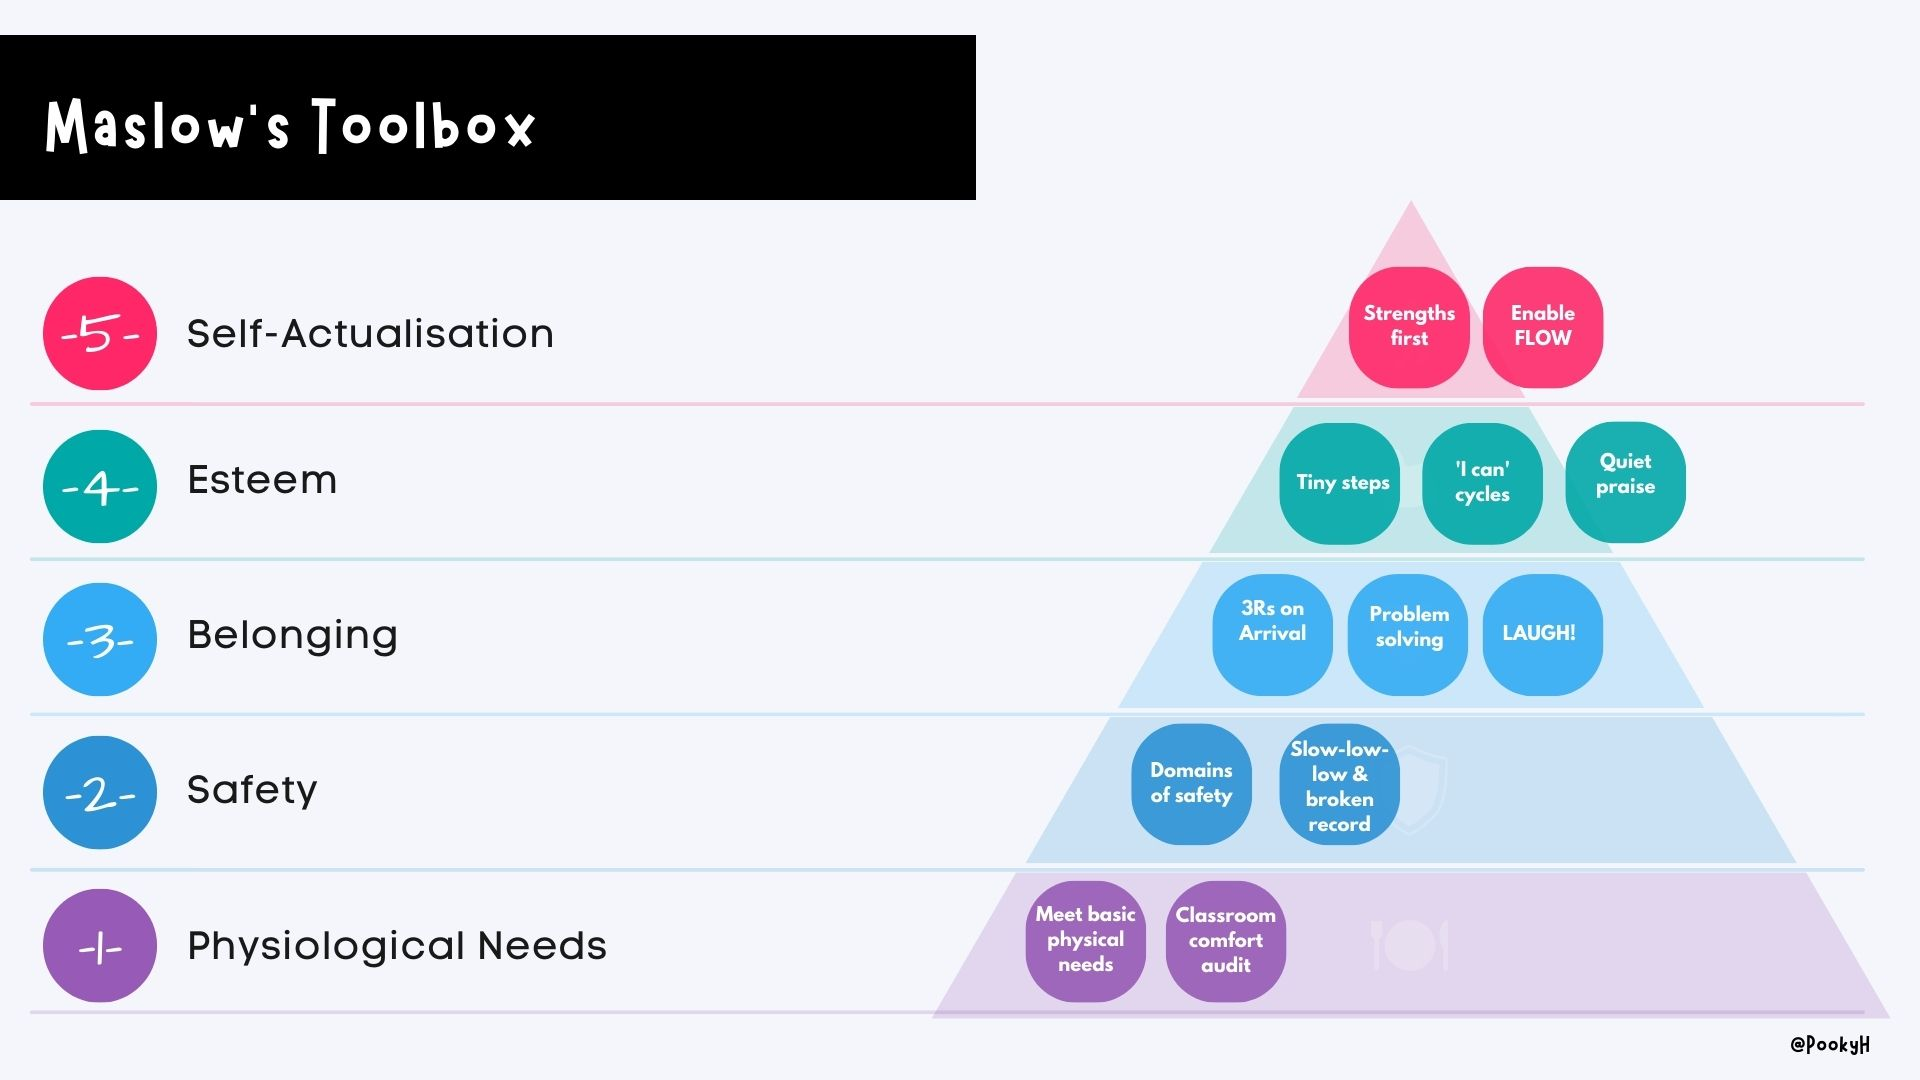 Maslow's Toolbox
-5-
Self-Actualisation
Strengths
first
Enable
FLOW
-4-
Esteem
Tiny steps
'I can'
cycles
Quiet
praise
-3-
Belonging
3Rs on
Arrival
Problem
solving
LAUGH!
-2-
Safety
Domains
of safety
Slow-low-
low &
broken
record
-1-
Physiological Needs
Meet basic
physical
needs
Classroom
comfort
audit
@PookyH